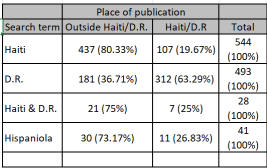 Place of publication
Search term Outside Haiti/D.R. Haiti/D.R Total
Haiti 437 (80.33%) 107 (19.67%) 544 (100%)
D.R. 181 (36.71%) 312 (63.29%) 493 (100%)
Haiti & D.R. 21 (75%) 7 (25%) 28 (100%)
Hispaniola 30 (73.17%) 11 (26.83%) 41 (100%)